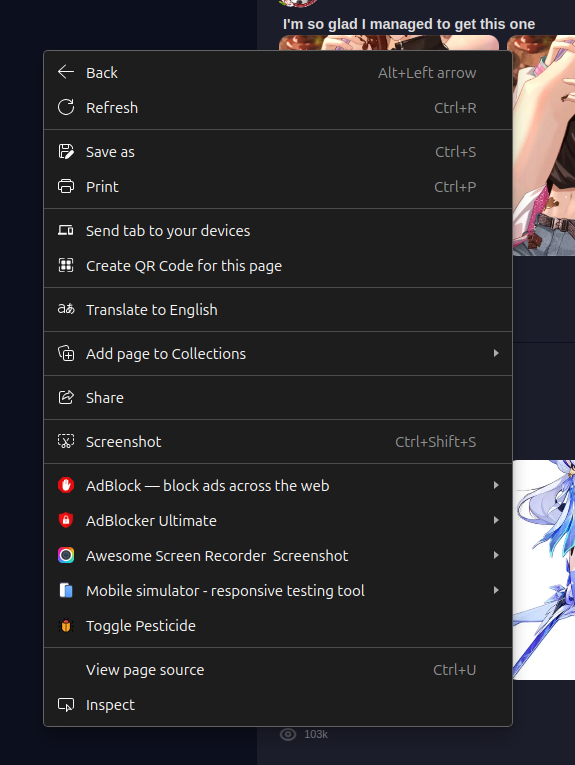 I'm so glad I managed to get this one
Back Alt+Left arrow
Refresh Ctrl+R
Save as Ctrl+S
Print Ctrl+P
Send tab to your devices
Create QR Code for this page
Translate to English
Add page to Collections
Share
Screenshot Ctrl+Shift+S
AdBlock — block ads across the web
AdBlocker Ultimate
Awesome Screen Recorder Screenshot
Mobile simulator - responsive testing tool
Toggle Pesticide
View page source Ctrl+U
Inspect
103k